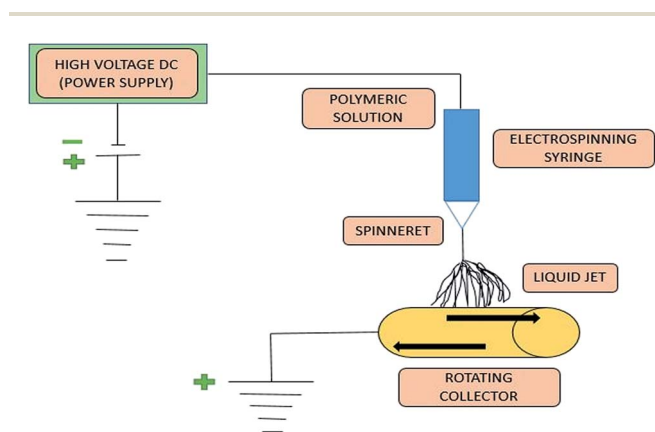 HIGH VOLTAGE DC
(POWER SUPPLY)
POLYMERIC
SOLUTION
ELECTROSPINNING
SYRINGE
SPINNERET
LIQUID JET
ROTATING
COLLECTOR